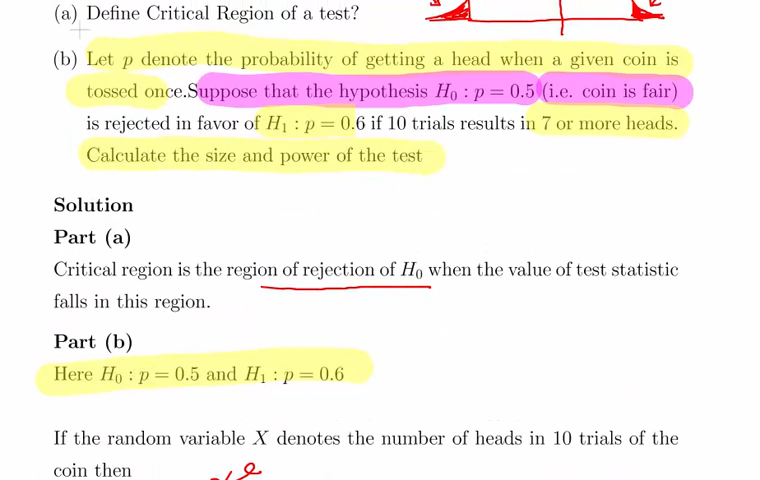 (a) Define Critical Region of a test?
(b) Let p denote the probability of getting a head when a given coin is
tossed once.Suppose that the hypothesis H₀ : p = 0.5 (i.e. coin is fair)
is rejected in favor of H₁ : p = 0.6 if 10 trials results in 7 or more heads.
Calculate the size and power of the test
Solution
Part (a)
Critical region is the region of rejection of H₀ when the value of test statistic
falls in this region.
Part (b)
Here H₀ : p = 0.5 and H₁ : p = 0.6
If the random variable X denotes the number of heads in 10 trials of the
coin then